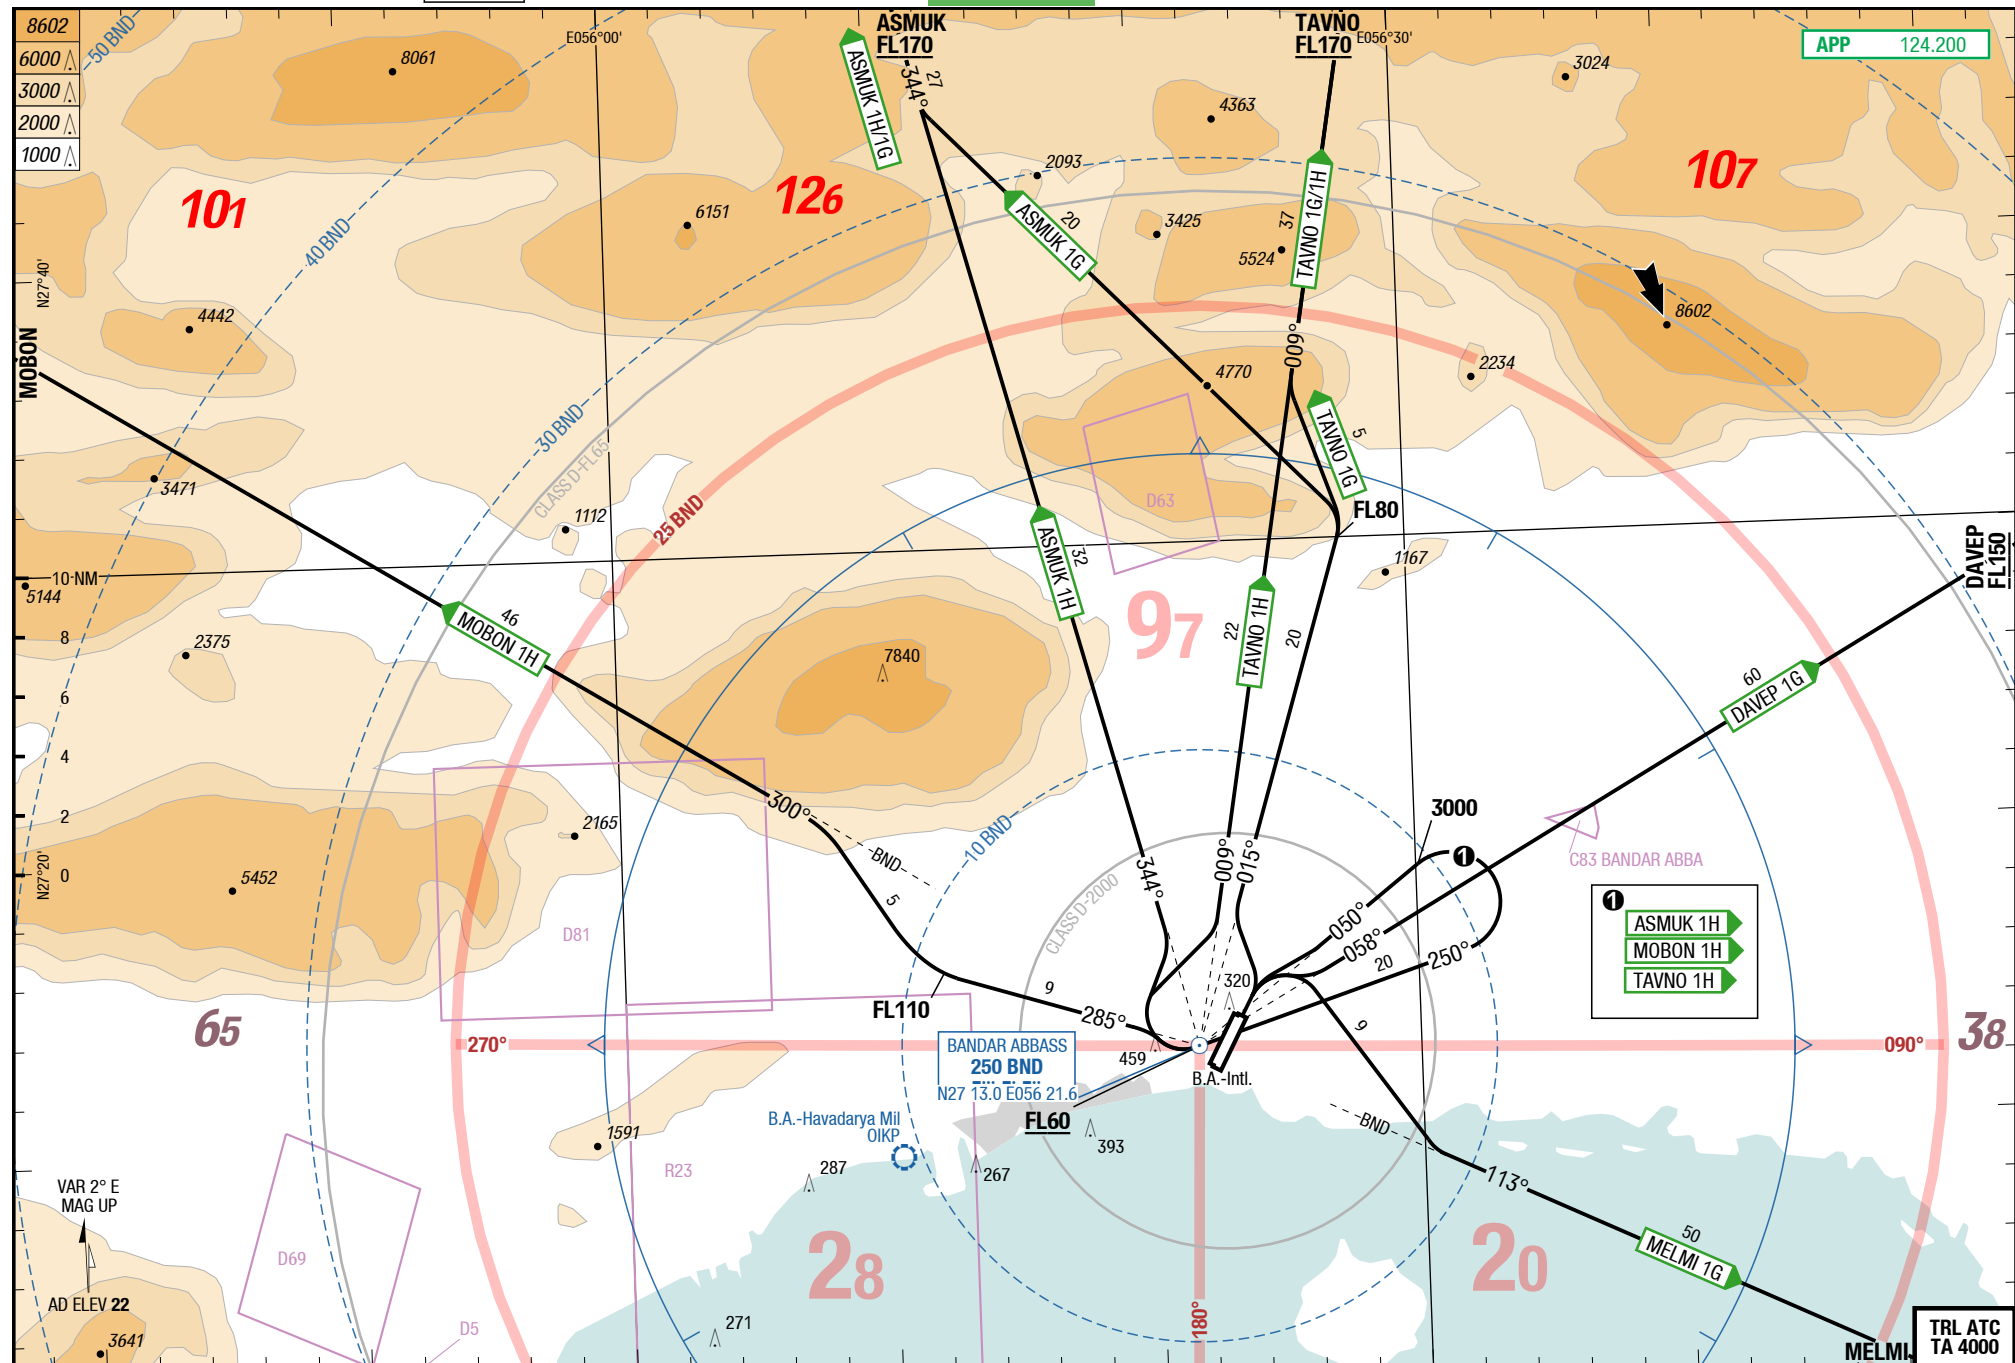 8602
6000
3000
2000
1000
50 BND
8061
ASMUK
FL170
E056°00'
TAVNO
FL170
E056°30'
APP 124.200
3024
27
344°
ASMUK 1H/1G
4363
2093
101
126
107
6151
20
ASMUK 1G
3425
5524
37
TAVNO 1G/1H
40 BND
N27°40'
4442
8602
MOBON
009°
2234
4770
30 BND
CLASS D-FL65
5
TAVNO 1G
3471
D63
FL80
25 BND
1112
32
ASMUK 1H
DAVEP
FL150
10 NM
5144
1167
97
8
2375
46
MOBON 1H
22
TAVNO 1H
20
7840
6
60
DAVEP 1G
4
2
300°
2165
BND
10 BND
3000
1
C83 BANDAR ABBA
N27°20'
0
5452
5
344°
009°
015°
CLASS D-2000
050°
058°
250°
20
1
ASMUK 1H
MOBON 1H
TAVNO 1H
D81
320
9
FL110
285°
9
65
270°
BANDAR ABBASS
250 BND
N27 13.0 E056 21.6
459
B.A.-Intl.
090°
38
FL60
B.A.-Havadarya Mil
OIKP
393
BND
1591
R23
287
267
113°
VAR 2° E
MAG UP
D69
28
20
50
MELMI 1G
AD ELEV 22
3641
D5
271
180°
MELMI
TRL ATC
TA 4000